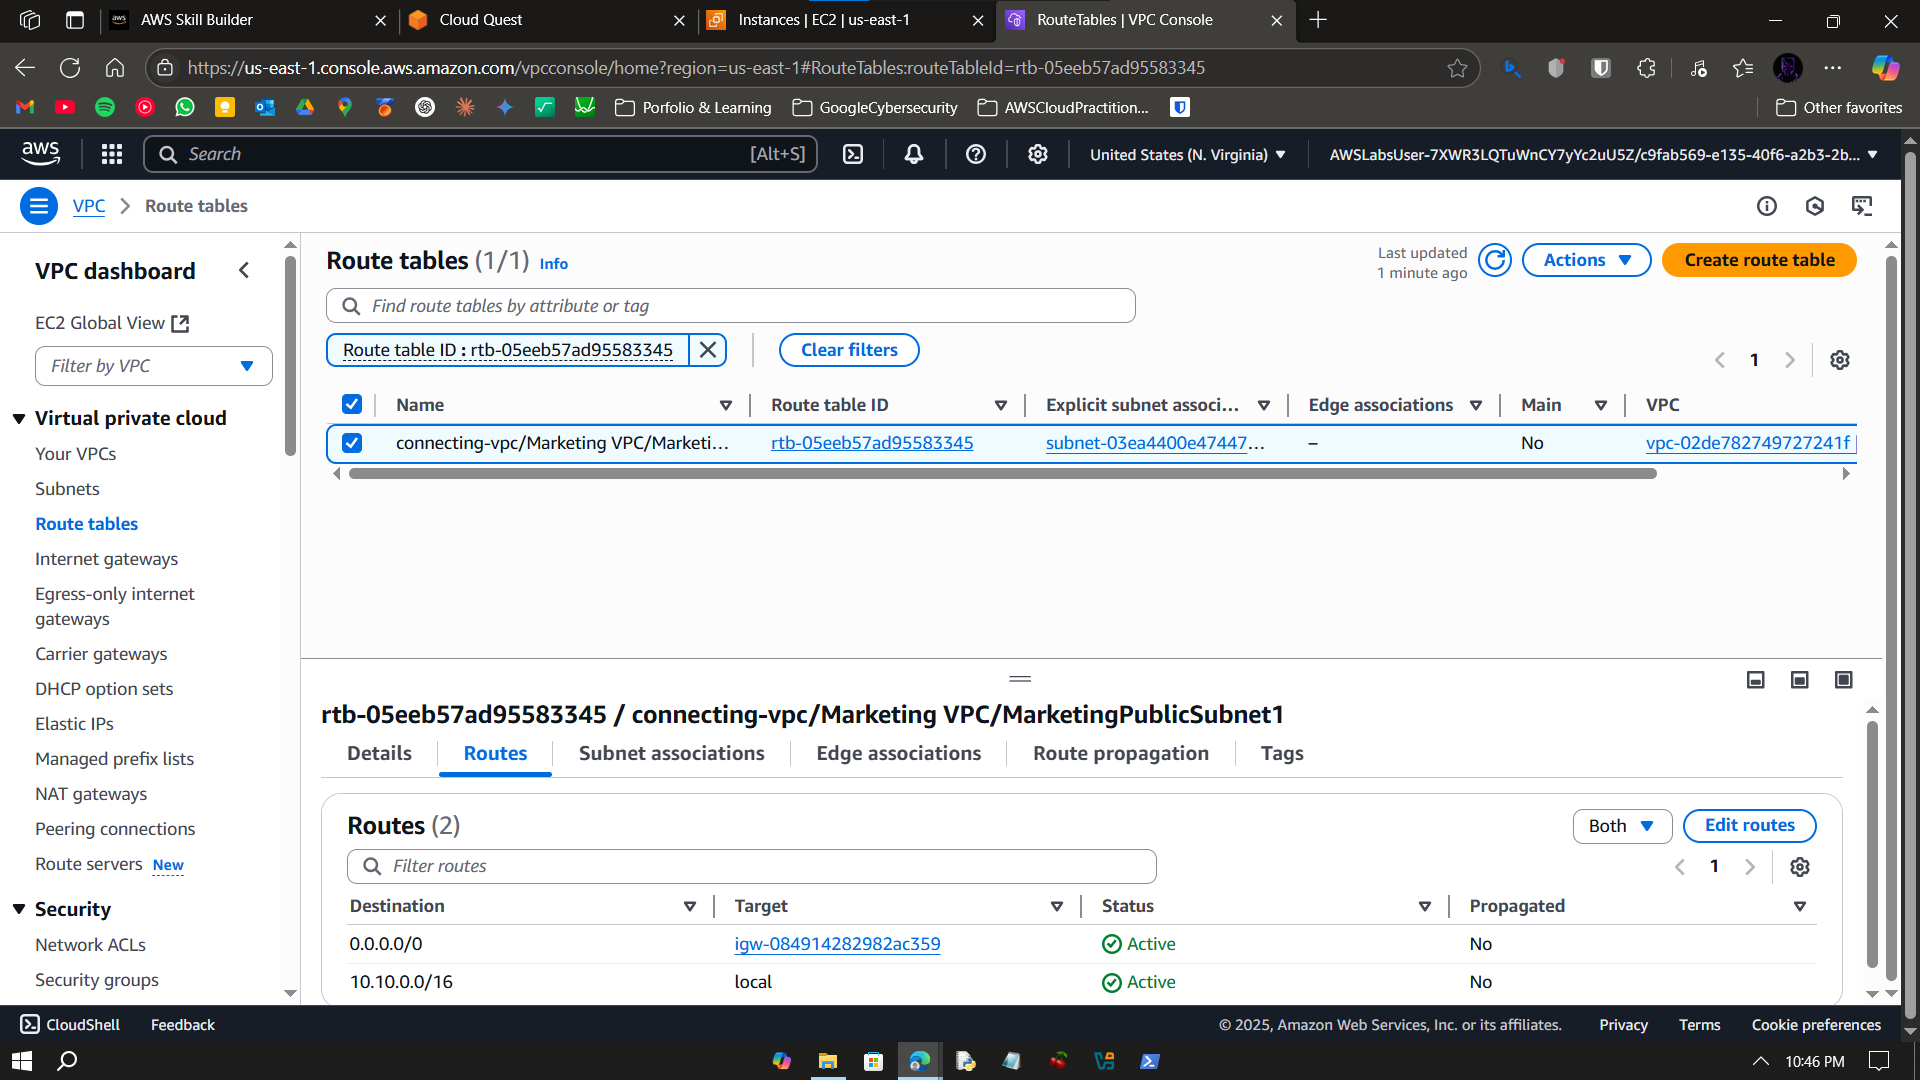 AWS Skill Builder
Cloud Quest
Instances | EC2 | us-east-1
RouteTables | VPC Console
https://us-east-1.console.aws.amazon.com/vpcconsole/home?region=us-east-1#RouteTables:routeTableId=rtb-05eeb57ad95583345
Porfolio & Learning
GoogleCybersecurity
AWSCloudPractition...
Other favorites
aws
Search
[Alt+S]
United States (N. Virginia)
AWSLabsUser-7XWR3LQTuWnCY7yYc2uU5Z/c9fab569-e135-40f6-a2b3-2b...
VPC
Route tables
VPC dashboard
EC2 Global View
Filter by VPC
Virtual private cloud
Your VPCs
Subnets
Route tables
Internet gateways
Egress-only internet
gateways
Carrier gateways
DHCP option sets
Elastic IPs
Managed prefix lists
NAT gateways
Peering connections
Route servers New
Security
Network ACLs
Security groups
Route tables (1/1) Info
Last updated
1 minute ago
Actions
Create route table
Find route tables by attribute or tag
Route table ID : rtb-05eeb57ad95583345
Clear filters
1
Name
Route table ID
Explicit subnet associ...
Edge associations
Main
VPC
connecting-vpc/Marketing VPC/Marketi...
rtb-05eeb57ad95583345
subnet-03ea4400e47447...
–
No
vpc-02de782749727241f |
rtb-05eeb57ad95583345 / connecting-vpc/Marketing VPC/MarketingPublicSubnet1
Details
Routes
Subnet associations
Edge associations
Route propagation
Tags
Routes (2)
Both
Edit routes
Filter routes
1
Destination
Target
Status
Propagated
0.0.0.0/0
igw-084914282982ac359
Active
No
10.10.0.0/16
local
Active
No
CloudShell
Feedback
© 2025, Amazon Web Services, Inc. or its affiliates.
Privacy
Terms
Cookie preferences
10:46 PM